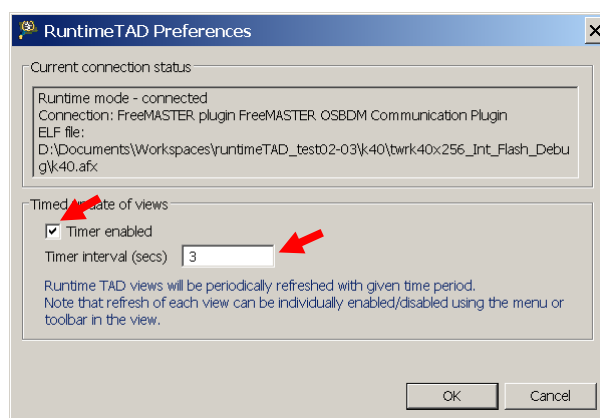 RuntimeTAD Preferences
Current connection status
Runtime mode - connected
Connection: FreeMASTER plugin FreeMASTER OSBDM Communication Plugin
ELF file:
D:\Documents\Workspaces\runtimeTAD_test02-03\k40\twrk40x256_Int_Flash_Debu
g\k40.afx
Timed update of views
Timer enabled
Timer interval (secs) 3
Runtime TAD views will be periodically refreshed with given time period.
Note that refresh of each view can be individually enabled/disabled using the menu or
toolbar in the view.
OK Cancel